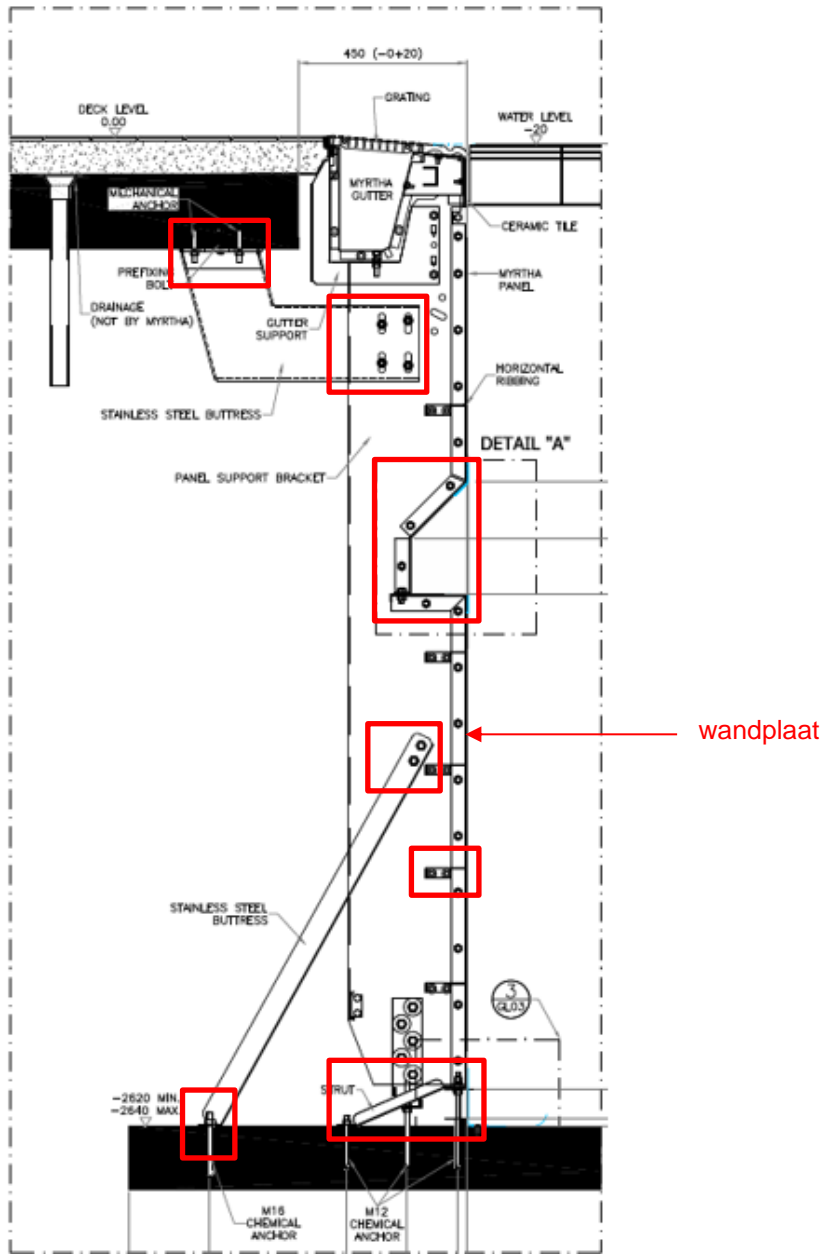 450 (-0+20)
GRATING
DECK LEVEL
0.00
WATER LEVEL
-20
MYRTHA
GUTTER
MECHANICAL
ANCHOR
CERAMIC TILE
PREFIXING
BOLT
MYRTHA
PANEL
DRAINAGE
(NOT BY MYRTHA)
GUTTER
SUPPORT
HORIZONTAL
RIBBING
STAINLESS STEEL BUTTRESS
DETAIL "A"
PANEL SUPPORT BRACKET
wandplaat
STAINLESS STEEL
BUTTRESS
3
GL03
STRUT
-2620 MIN.
-2640 MAX.
M16
CHEMICAL
ANCHOR
M12
CHEMICAL
ANCHOR